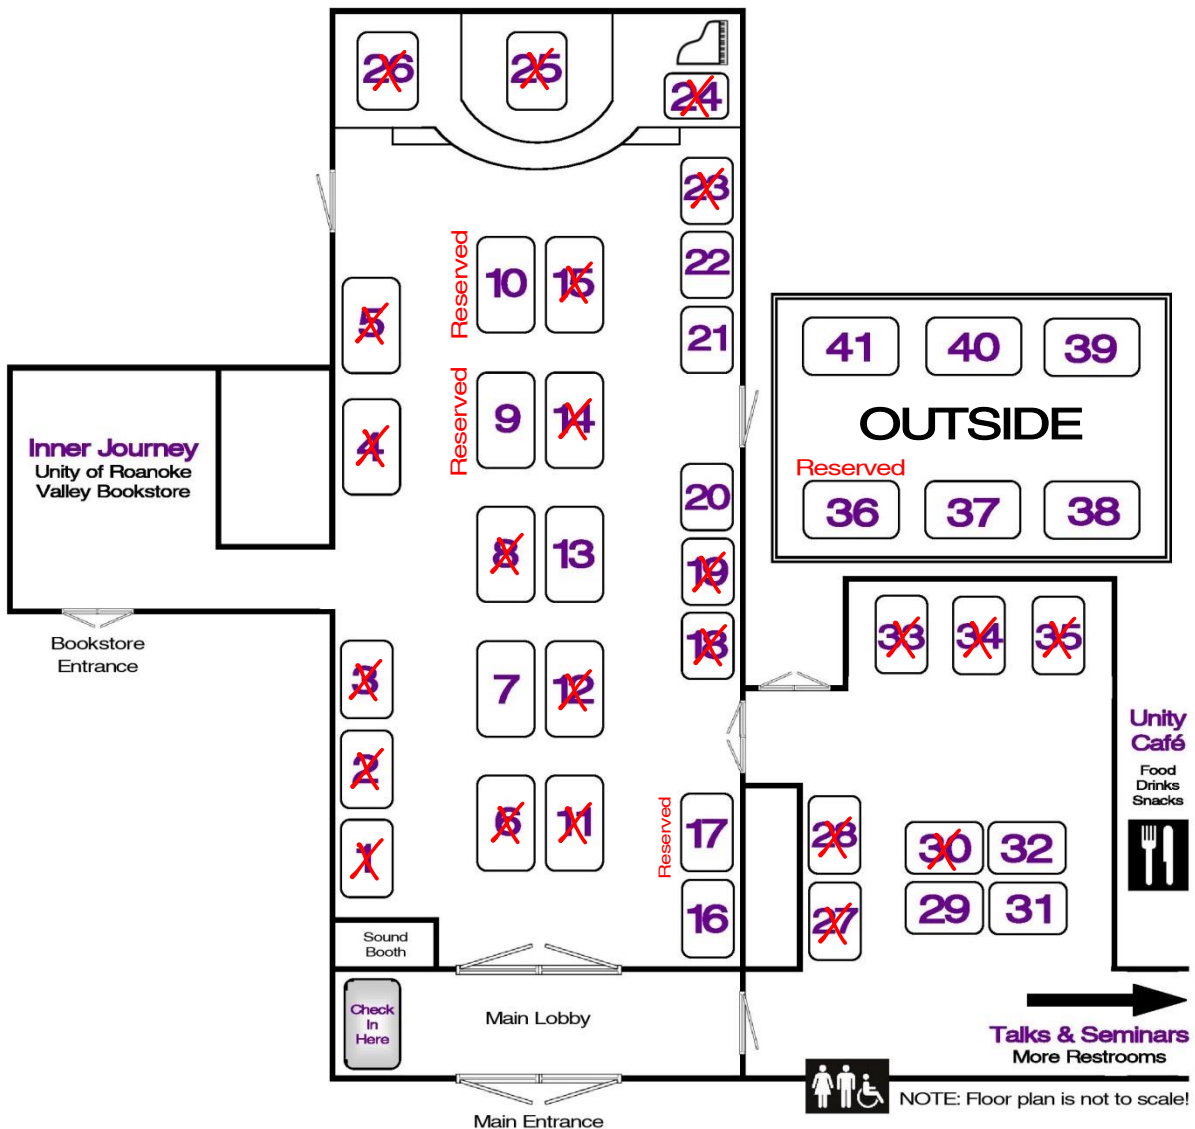 26
25
24
23
22
21
20
19
18
17
Reserved
16
Reserved
10
15
Reserved
9
14
8
13
7
12
6
11
5
4
3
2
1
Inner Journey
Unity of Roanoke
Valley Bookstore
Bookstore
Entrance
41
40
39
OUTSIDE
Reserved
36
37
38
33
34
35
28
27
30
32
29
31
Unity
Café
Food
Drinks
Snacks
Sound
Booth
Check
In
Here
Main Lobby
Main Entrance
Talks & Seminars
More Restrooms
NOTE: Floor plan is not to scale!